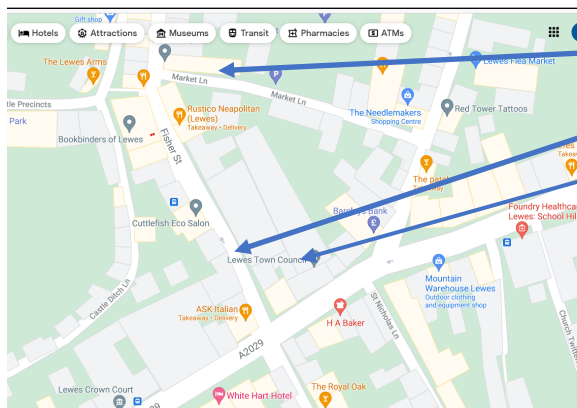 Gift shop
Hotels
Attractions
Museums
Transit
Pharmacies
ATMs
The Lewes Arms
Market Ln
Lewes Flea Market
Precincts
Park
Rustico Neapolitan
(Lewes)
Takeaway • Delivery
Market Ln
The Needlemakers
Shopping Centre
Red Tower Tattoos
Bookbinders of Lewes
Fisher St
The patch
Barclays Bank
Cuttlefish Eco Salon
Foundry Healthcare
Lewes: School Hill
Lewes Town Council
Castle Ditch Ln
Mountain
Warehouse Lewes
Outdoor clothing
and equipment shop
ASK Italian
Takeaway • Delivery
H A Baker
St Nicholas Ln
Church Twitten
A2029
Lewes Crown Court
White Hart Hotel
The Royal Oak